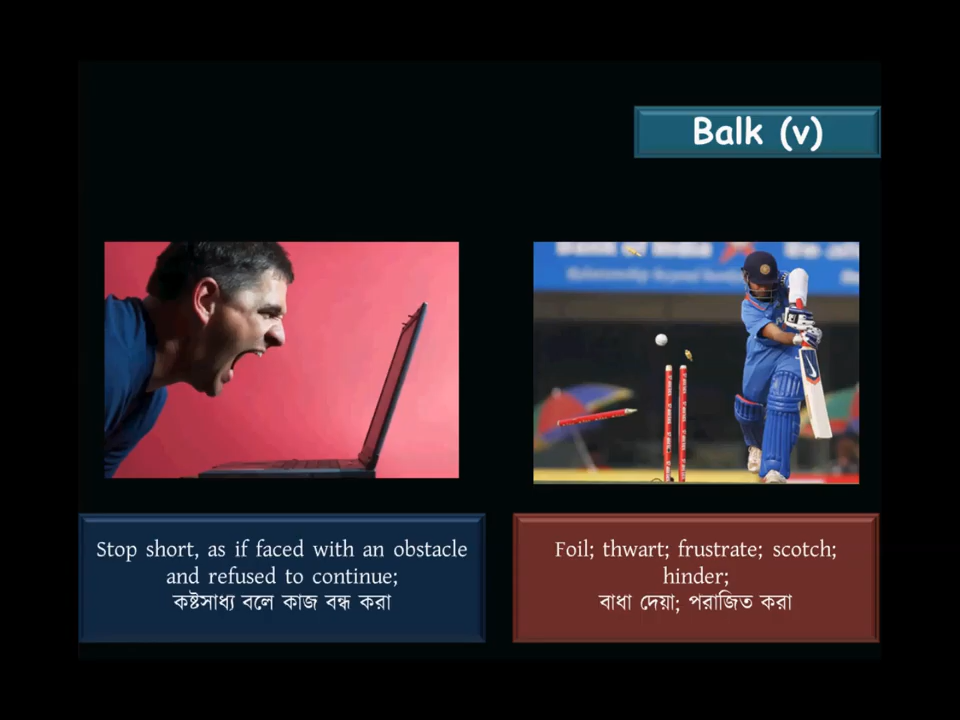 Balk (v)
Stop short, as if faced with an obstacle
and refused to continue;
কষ্টসাধ্য বলে কাজ বন্ধ করা
Foil; thwart; frustrate; scotch;
hinder;
বাধা দেয়া; পরাজিত করা